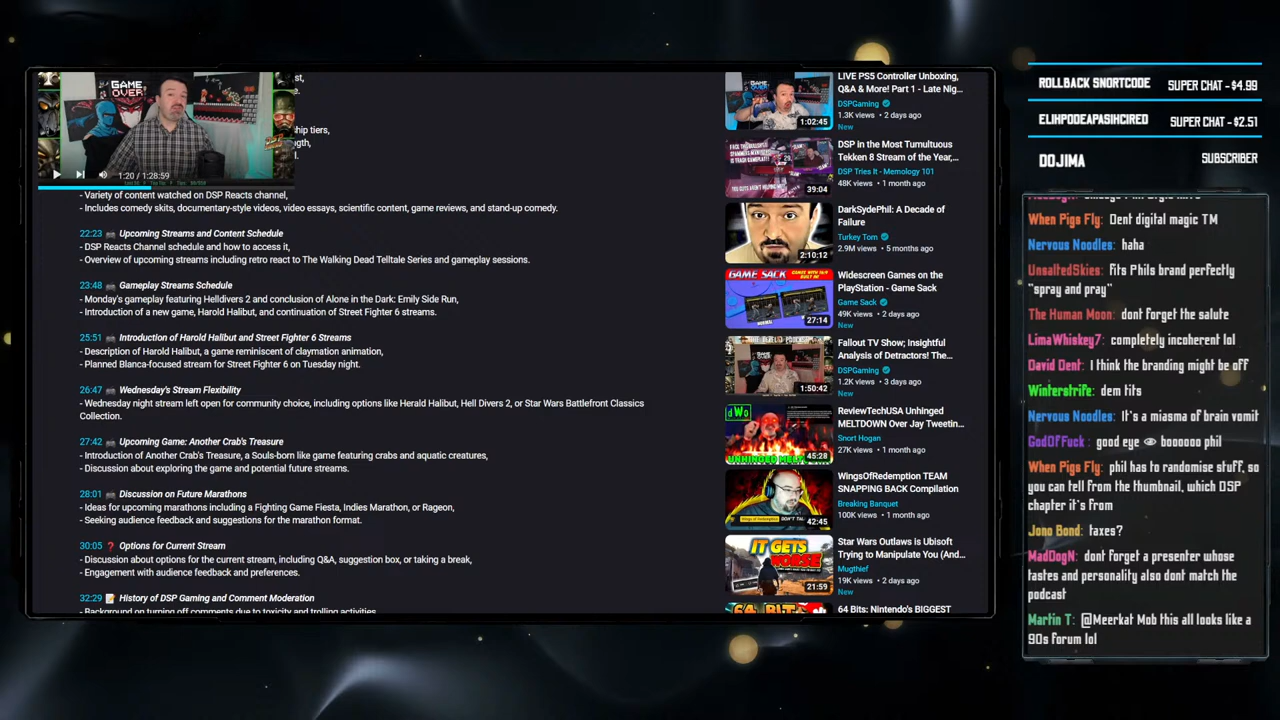 GAME
OVER
st,
hip tiers,
gth,
l.
1:20 / 1:28:59
- Variety of content watched on DSP Reacts channel,
- Includes comedy skits, documentary-style videos, video essays, scientific content, game reviews, and stand-up comedy.
22:23 Upcoming Streams and Content Schedule
- DSP Reacts Channel schedule and how to access it,
- Overview of upcoming streams including retro react to The Walking Dead Telltale Series and gameplay sessions.
23:48 Gameplay Streams Schedule
- Monday's gameplay featuring Helldivers 2 and conclusion of Alone in the Dark: Emily Side Run,
- Introduction of a new game, Harold Halibut, and continuation of Street Fighter 6 streams.
25:51 Introduction of Harold Halibut and Street Fighter 6 Streams
- Description of Harold Halibut, a game reminiscent of claymation animation,
- Planned Blanca-focused stream for Street Fighter 6 on Tuesday night.
26:47 Wednesday's Stream Flexibility
- Wednesday night stream left open for community choice, including options like Herald Halibut, Hell Divers 2, or Star Wars Battlefront Classics
Collection.
27:42 Upcoming Game: Another Crab's Treasure
- Introduction of Another Crab's Treasure, a Souls-born like game featuring crabs and aquatic creatures,
- Discussion about exploring the game and potential future streams.
28:01 Discussion on Future Marathons
- Ideas for upcoming marathons including a Fighting Game Fiesta, Indies Marathon, or Rageon,
- Seeking audience feedback and suggestions for the marathon format.
30:05 ❓ Options for Current Stream
- Discussion about options for the current stream, including Q&A, suggestion box, or taking a break,
- Engagement with audience feedback and preferences.
32:29 📝 History of DSP Gaming and Comment Moderation
- Background on turning off comments due to toxicity and trolling activities
1:02:45
LIVE PS5 Controller Unboxing,
Q&A & More! Part 1 - Late Nig...
DSPGaming
1.3K views • 2 days ago
New
39:04
DSP in the Most Tumultuous
Tekken 8 Stream of the Year,...
DSP Tries It - Memology 101
48K views • 1 month ago
2:10:12
DarkSydePhil: A Decade of
Failure
Turkey Tom
2.9M views • 5 months ago
GAME SACK
27:14
Widescreen Games on the
PlayStation - Game Sack
Game Sack
49K views • 2 days ago
New
1:50:42
Fallout TV Show; Insightful
Analysis of Detractors! The...
DSPGaming
1.2K views • 3 days ago
dWo
UNHINGED MELT
45:28
ReviewTechUSA Unhinged
MELTDOWN Over Jay Tweetin...
Snort Hogan
27K views • 1 month ago
42:45
WingsOfRedemption TEAM
SNAPPING BACK Compilation
Breaking Banquet
100K views • 1 month ago
IT GETS
WORSE
21:59
Star Wars Outlaws is Ubisoft
Trying to Manipulate You (And...
Mugthief
19K views • 2 days ago
New
64 BIT
64 Bits: Nintendo's BIGGEST
ROLLBACK SNORTCODE SUPER CHAT - $4.99
ELIHPDEAPASIHCIRED SUPER CHAT - $2.51
DOJIMA SUBSCRIBER
When Pigs Fly: Dent digital magic TM
Nervous Noodles: haha
UnsaltedSkies: fits Phils brand perfectly
"spray and pray"
The Human Moon: dont forget the salute
LimaWhiskey7: completely incoherent lol
David Dent: I think the branding might be off
Winterstrife: dem tits
Nervous Noodles: It's a miasma of brain vomit
GodOfFuck: good eye 👁 boooooo phil
When Pigs Fly: phil has to randomise stuff, so
you can tell from the thumbnail, which DSP
chapter it's from
Jono Bond: taxes?
MadDogN: dont forget a presenter whose
tastes and personality also dont match the
podcast
Martin T: @Meerkat Mob this all looks like a
90s forum lol